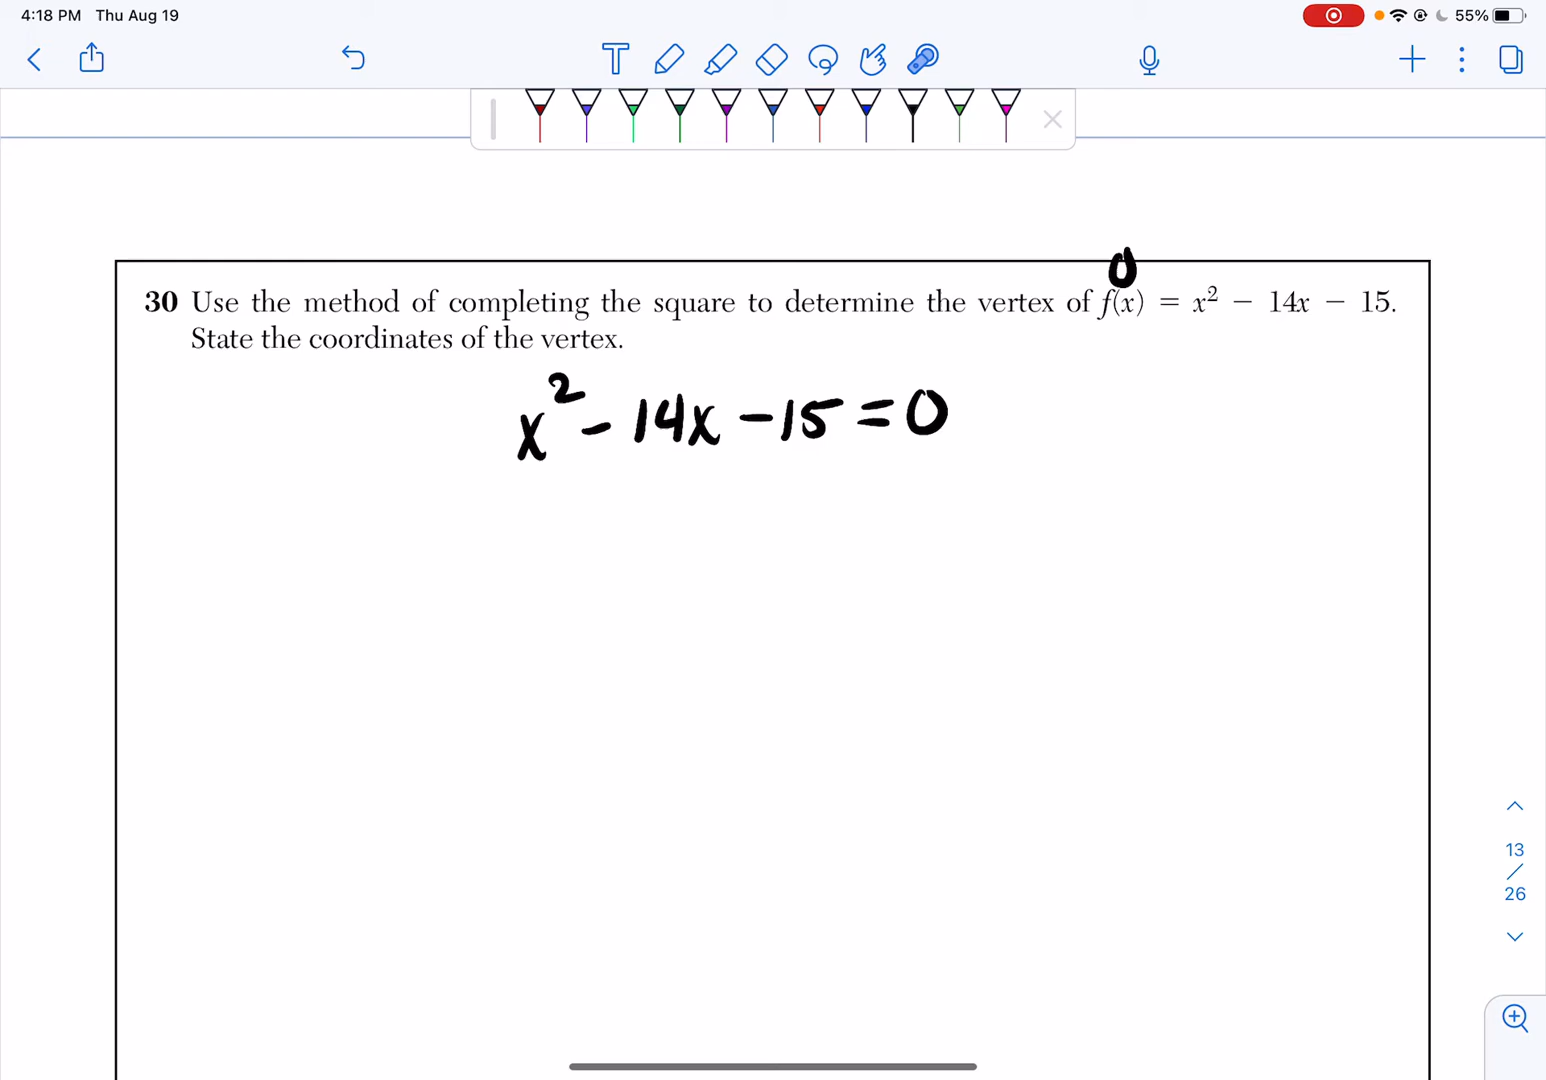 4:18 PM Thu Aug 19
55%
T
0
30 Use the method of completing the square to determine the vertex of f(x) = x² − 14x − 15.
State the coordinates of the vertex.
x² - 14x - 15 = 0
13
/
26